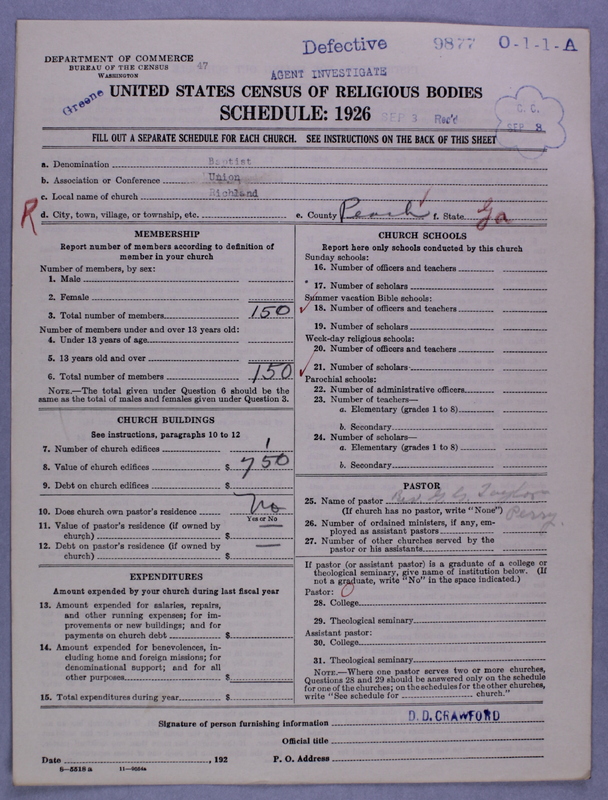 Defective 9877 O-1-1-A
DEPARTMENT OF COMMERCE
BUREAU OF THE CENSUS 47
WASHINGTON
AGENT INVESTIGATE
Greene
UNITED STATES CENSUS OF RELIGIOUS BODIES
SCHEDULE: 1926
SEP 3 Rec'd
C. C.
SEP 8
FILL OUT A SEPARATE SCHEDULE FOR EACH CHURCH. SEE INSTRUCTIONS ON THE BACK OF THIS SHEET
a. Denomination Baptist
b. Association or Conference Union
c. Local name of church Richland
R d. City, town, village, or township, etc. e. County Peach f. State Ga
MEMBERSHIP
Report number of members according to definition of
member in your church
Number of members, by sex:
1. Male
2. Female
3. Total number of members 150
Number of members under and over 13 years old:
4. Under 13 years of age
5. 13 years old and over
6. Total number of members 150
NOTE.—The total given under Question 6 should be the
same as the total of males and females given under Question 3.
CHURCH BUILDINGS
See instructions, paragraphs 10 to 12
7. Number of church edifices 1
8. Value of church edifices $ 750
9. Debt on church edifices $
10. Does church own pastor's residence No
Yes or No
11. Value of pastor's residence (if owned by
church) $ —
12. Debt on pastor's residence (if owned by
church) $ —
EXPENDITURES
Amount expended by your church during last fiscal year
13. Amount expended for salaries, repairs,
and other running expenses; for im-
provements or new buildings; and for
payments on church debt $
14. Amount expended for benevolences, in-
cluding home and foreign missions; for
denominational support; and for all
other purposes $
15. Total expenditures during year $
CHURCH SCHOOLS
Report here only schools conducted by this church
Sunday schools:
16. Number of officers and teachers
17. Number of scholars
Summer vacation Bible schools:
18. Number of officers and teachers
19. Number of scholars
Week-day religious schools:
20. Number of officers and teachers
21. Number of scholars
Parochial schools:
22. Number of administrative officers
23. Number of teachers—
a. Elementary (grades 1 to 8)
b. Secondary
24. Number of scholars—
a. Elementary (grades 1 to 8)
b. Secondary
PASTOR
25. Name of pastor Rev. G. G. Taylor
(If church has no pastor, write "None") Perry.
26. Number of ordained ministers, if any, em-
ployed as assistant pastors
27. Number of other churches served by the
pastor or his assistants
If pastor (or assistant pastor) is a graduate of a college or
theological seminary, give name of institution below. (If
not a graduate, write "No" in the space indicated.)
Pastor:
28. College
29. Theological seminary
Assistant pastor:
30. College
31. Theological seminary
NOTE.—Where one pastor serves two or more churches,
Questions 28 and 29 should be answered only on the schedule
for one of the churches; on the schedules for the other churches,
write "See schedule for church."
Signature of person furnishing information D. D. CRAWFORD
Official title
Date , 192 P. O. Address
8—5518 a 11—9684a